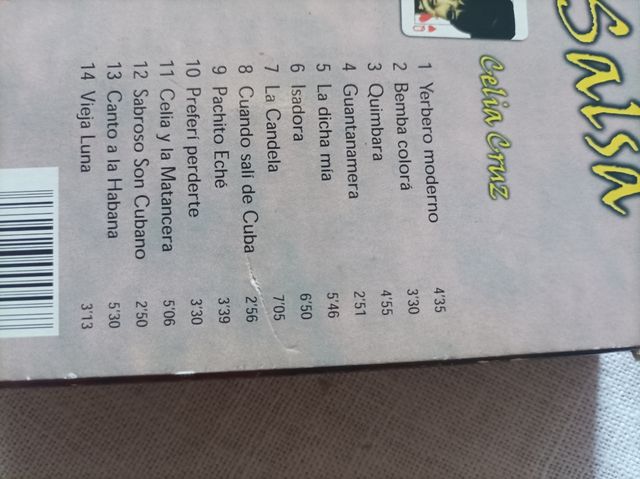 Salsa
Celia Cruz
1 Yerbero moderno 4'35
2 Bemba colorá 3'30
3 Quimbara 4'55
4 Guantanamera 2'51
5 La dicha mía 5'46
6 Isadora 6'50
7 La Candela 7'05
8 Cuando salí de Cuba 2'56
9 Pachito Eché 3'39
10 Preferí perderte 3'30
11 Celia y la Matancera 5'06
12 Sabroso Son Cubano 2'50
13 Canto a la Habana 5'30
14 Vieja Luna 3'13